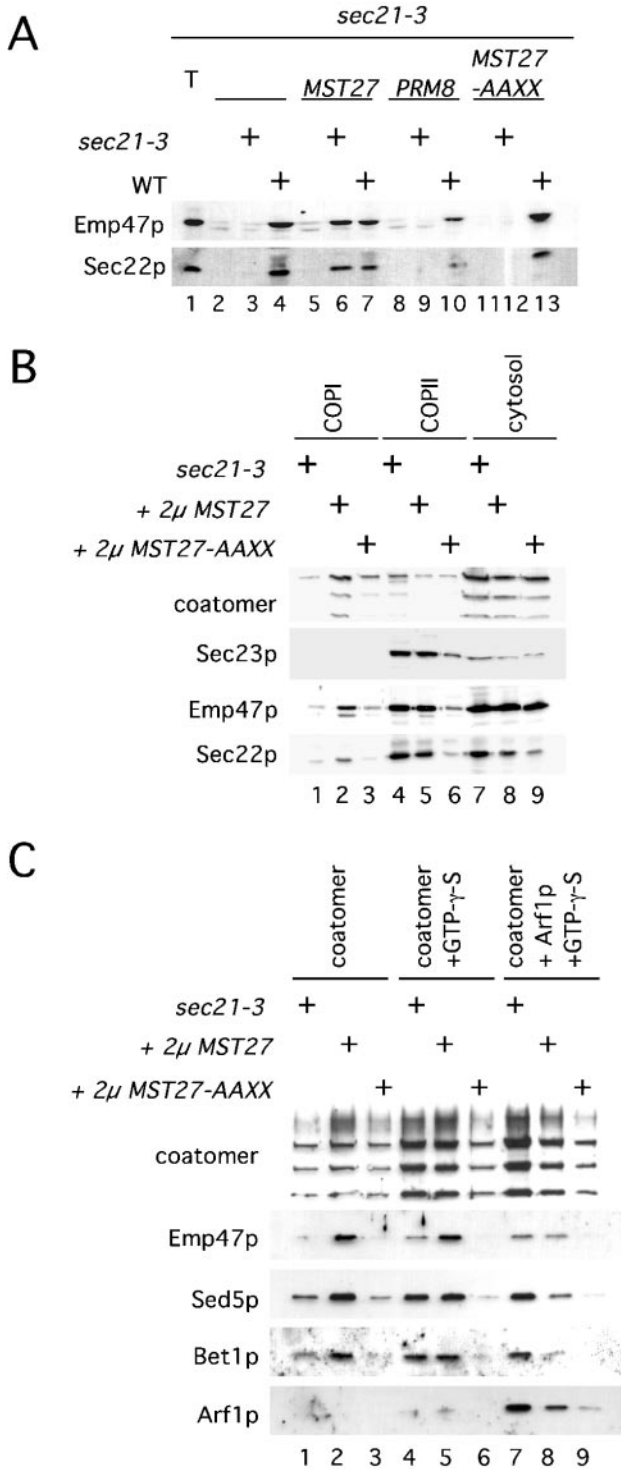 A
sec21-3
T MST27 PRM8 MST27 -AAXX
sec21-3 + + + +
WT + + + +
Emp47p
Sec22p
1 2 3 4 5 6 7 8 9 10 11 12 13
B
COPI COPII cytosol
sec21-3 + + +
+ 2μ MST27 + + +
+ 2μ MST27-AAXX + + +
coatomer
Sec23p
Emp47p
Sec22p
1 2 3 4 5 6 7 8 9
C
coatomer
coatomer +GTP-γ-S
coatomer + Arf1p +GTP-γ-S
sec21-3 + + +
+ 2μ MST27 + + +
+ 2μ MST27-AAXX + + +
coatomer
Emp47p
Sed5p
Bet1p
Arf1p
1 2 3 4 5 6 7 8 9